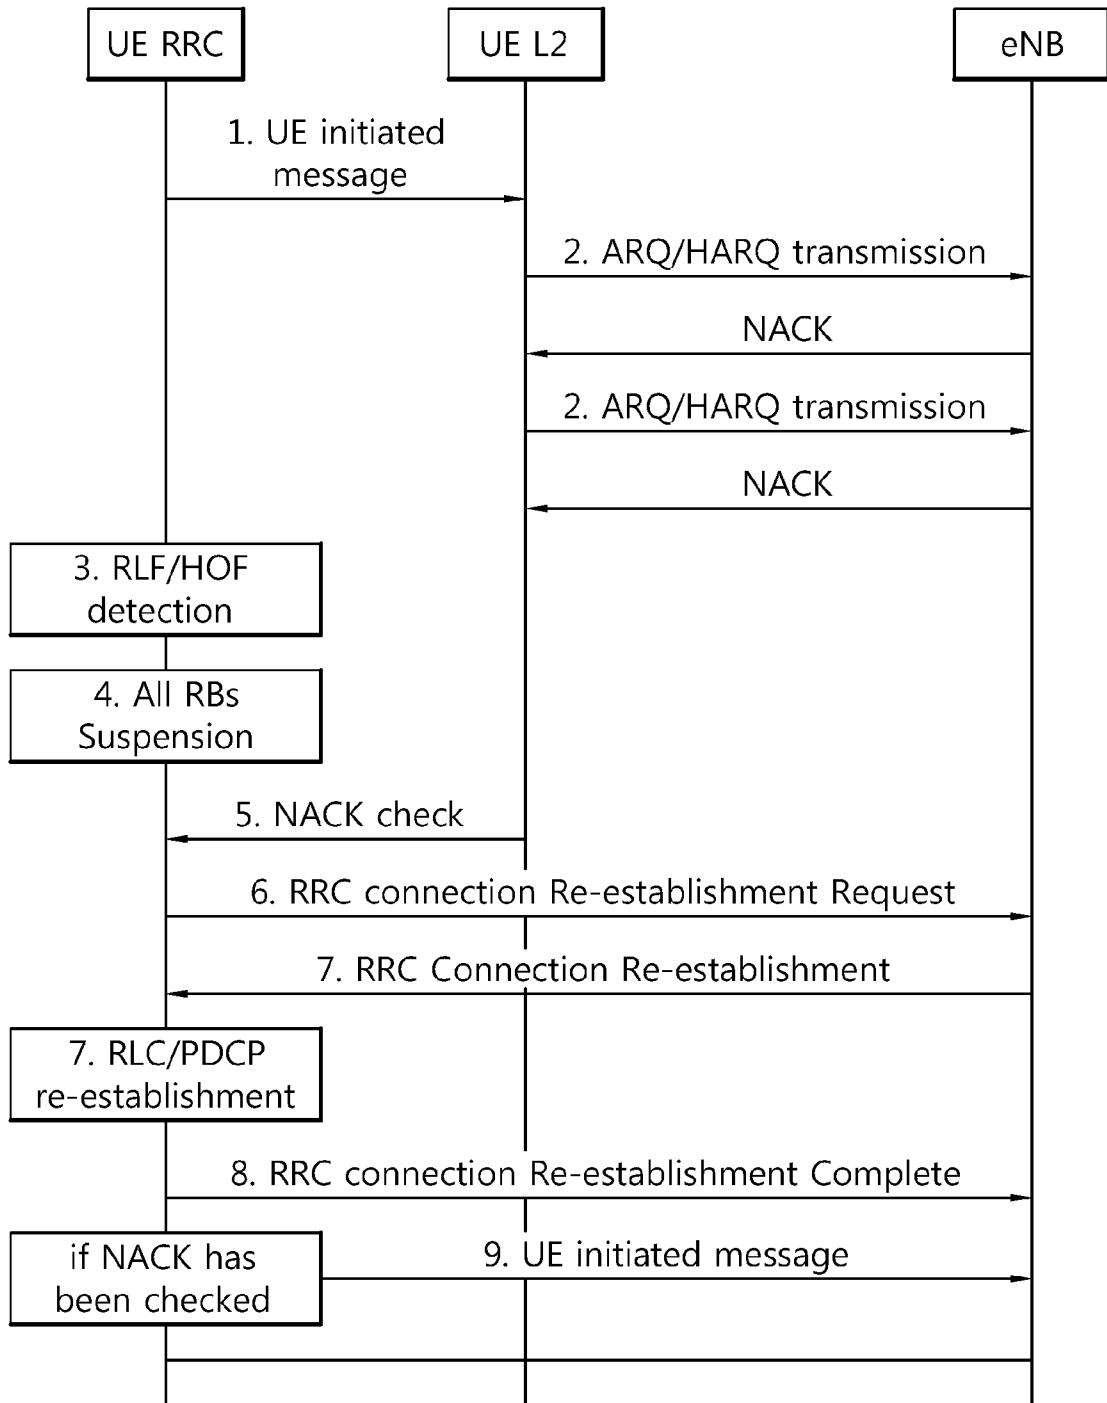 UE RRC
UE L2
eNB
1. UE initiated
message
2. ARQ/HARQ transmission
NACK
2. ARQ/HARQ transmission
NACK
3. RLF/HOF
detection
4. All RBs
Suspension
5. NACK check
6. RRC connection Re-establishment Request
7. RRC Connection Re-establishment
7. RLC/PDCP
re-establishment
8. RRC connection Re-establishment Complete
if NACK has
been checked
9. UE initiated message